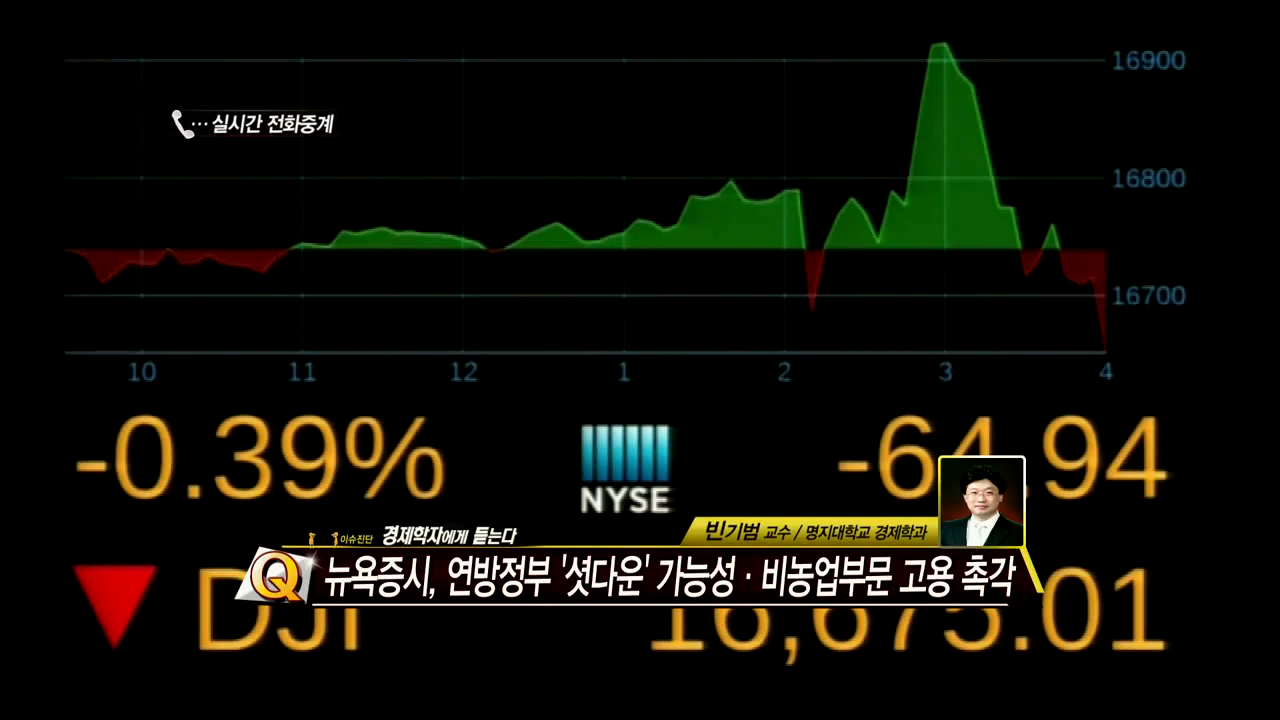 16900
… 실시간 전화중계
16800
16700
10 11 12 1 2 3 4
-0.39%
NYSE
-64.94
이슈진단 경제학자에게 듣는다
빈기범 교수 / 명지대학교 경제학과
Q 뉴욕증시, 연방정부 '셧다운' 가능성·비농업부문 고용 촉각
DJI
16,675.01